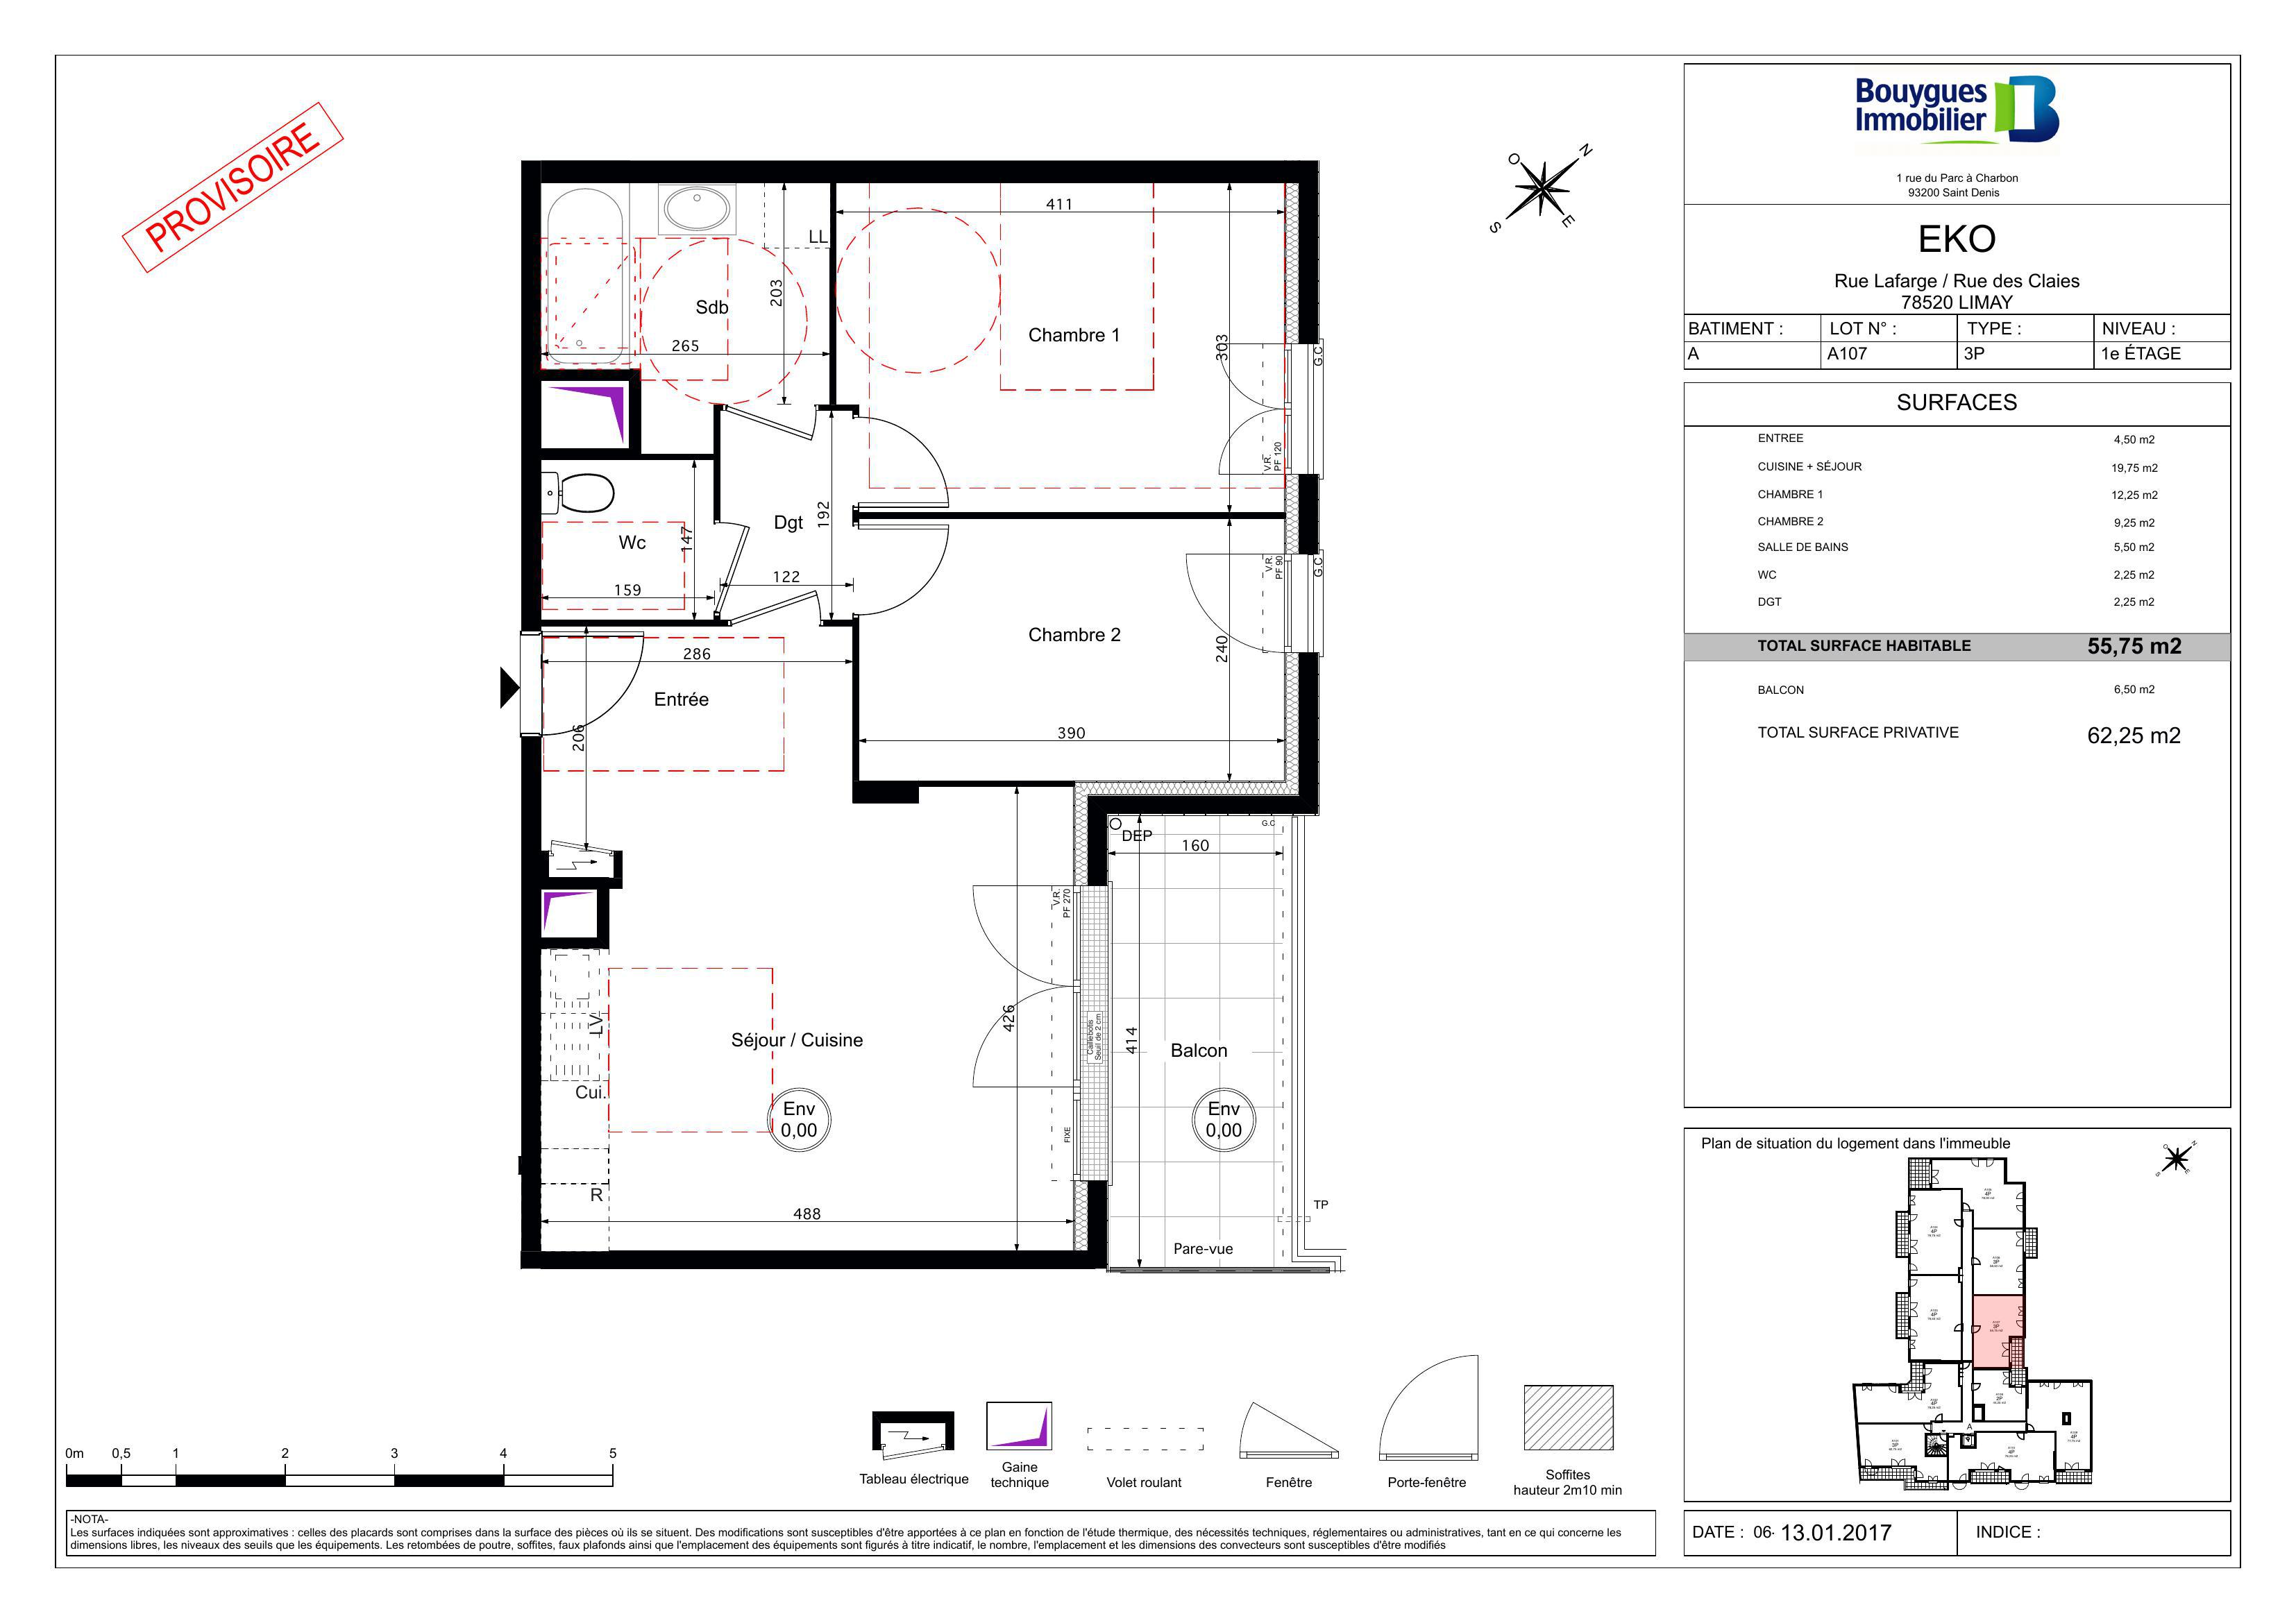 PROVISOIRE
O
N
S
E
Bouygues
Immobilier
1 rue du Parc à Charbon
93200 Saint Denis
EKO
Rue Lafarge / Rue des Claies
78520 LIMAY
BATIMENT : LOT N° : TYPE : NIVEAU :
A A107 3P 1e ÉTAGE
SURFACES
ENTREE 4,50 m2
CUISINE + SÉJOUR 19,75 m2
CHAMBRE 1 12,25 m2
CHAMBRE 2 9,25 m2
SALLE DE BAINS 5,50 m2
WC 2,25 m2
DGT 2,25 m2
TOTAL SURFACE HABITABLE 55,75 m2
BALCON 6,50 m2
TOTAL SURFACE PRIVATIVE 62,25 m2
411
LL
203
Sdb
265
Chambre 1
303
G.C
V.R.
PF 120
Dgt
192
Wc
147
159
122
V.R.
PF 90
G.C
Chambre 2
240
286
Entrée
206
390
DEP
G.C
160
V.R.
PF 270
LV
426
Séjour / Cuisine
Caillebotis
Seuil de 2 cm
414
Balcon
Cui.
Env
0,00
Env
0,00
FIXE
R
TP
488
Pare-vue
Plan de situation du logement dans l'immeuble
O
N
S
E
4P
4P
3P
4P
3P
4P
2P
4P
3P
4P
4P
A
0m 0,5 1 2 3 4 5
Tableau électrique
Gaine
technique
Volet roulant
Fenêtre
Porte-fenêtre
Soffites
hauteur 2m10 min
-NOTA-
Les surfaces indiquées sont approximatives : celles des placards sont comprises dans la surface des pièces où ils se situent. Des modifications sont susceptibles d'être apportées à ce plan en fonction de l'étude thermique, des nécessités techniques, réglementaires ou administratives, tant en ce qui concerne les
dimensions libres, les niveaux des seuils que les équipements. Les retombées de poutre, soffites, faux plafonds ainsi que l'emplacement des équipements sont figurés à titre indicatif, le nombre, l'emplacement et les dimensions des convecteurs sont susceptibles d'être modifiés
DATE : 06- 13.01.2017 INDICE :